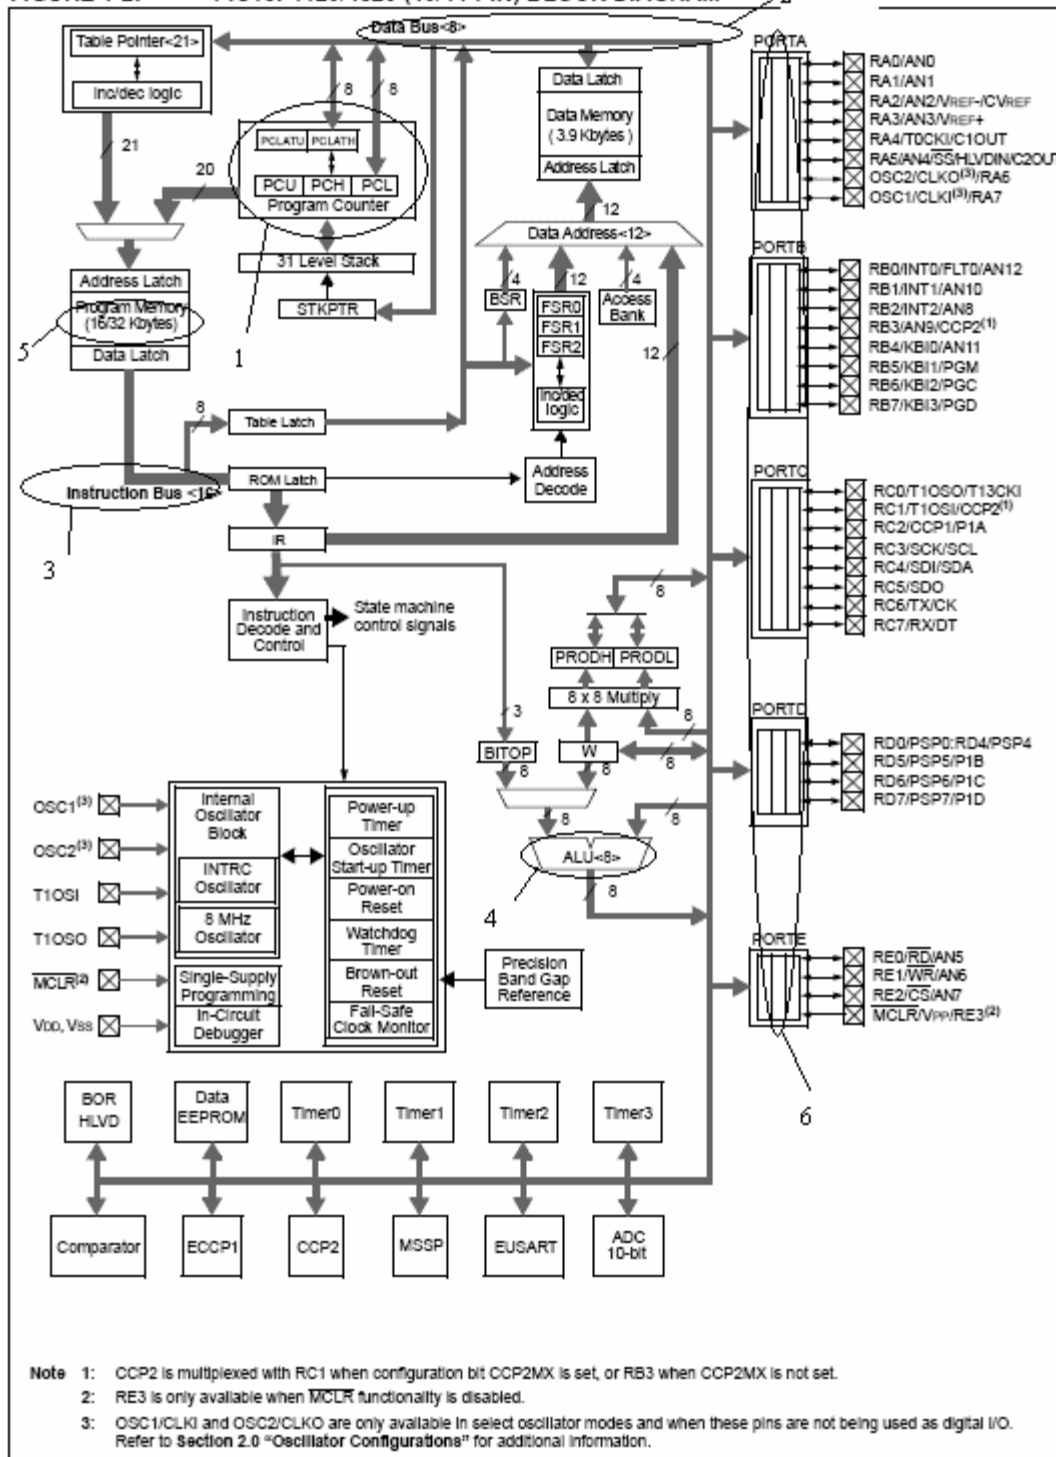 Data Bus<8>
2
PORTA
Table Pointer<21>
Inc/dec logic
21
20
8
8
PCLATU PCLATH
PCU PCH PCL
Program Counter
31 Level Stack
STKPTR
1
Data Latch
Data Memory
( 3.9 Kbytes )
Address Latch
12
Data Address<12>
4
12
4
BSR
FSR0
FSR1
FSR2
Inc/dec
logic
Access
Bank
12
Address Latch
Program Memory
(16/32 Kbytes)
Data Latch
5
8
Table Latch
ROM Latch
Instruction Bus <16>
3
Address
Decode
IR
Instruction
Decode and
Control
State machine
control signals
8
PRODH PRODL
8 x 8 Multiply
3
8
BITOP
W
8
8
8
8
8
ALU<8>
8
4
RA0/AN0
RA1/AN1
RA2/AN2/VREF-/CVREF
RA3/AN3/VREF+
RA4/T0CKI/C1OUT
RA5/AN4/SS/HLVDIN/C2OUT
OSC2/CLKO(3)/RA6
OSC1/CLKI(3)/RA7
PORTB
RB0/INT0/FLT0/AN12
RB1/INT1/AN10
RB2/INT2/AN8
RB3/AN9/CCP2(1)
RB4/KBI0/AN11
RB5/KBI1/PGM
RB6/KBI2/PGC
RB7/KBI3/PGD
PORTC
RC0/T1OSO/T13CKI
RC1/T1OSI/CCP2(1)
RC2/CCP1/P1A
RC3/SCK/SCL
RC4/SDI/SDA
RC5/SDO
RC6/TX/CK
RC7/RX/DT
PORTD
RD0/PSP0:RD4/PSP4
RD5/PSP5/P1B
RD6/PSP6/P1C
RD7/PSP7/P1D
PORTE
RE0/RD/AN5
RE1/WR/AN6
RE2/CS/AN7
MCLR/VPP/RE3(2)
6
OSC1(3)
OSC2(3)
T1OSI
T1OSO
MCLR(2)
VDD, VSS
Internal
Oscillator
Block
INTRC
Oscillator
8 MHz
Oscillator
Single-Supply
Programming
In-Circuit
Debugger
Power-up
Timer
Oscillator
Start-up Timer
Power-on
Reset
Watchdog
Timer
Brown-out
Reset
Fail-Safe
Clock Monitor
Precision
Band Gap
Reference
BOR
HLVD
Data
EEPROM
Timer0
Timer1
Timer2
Timer3
Comparator
ECCP1
CCP2
MSSP
EUSART
ADC
10-bit
Note 1: CCP2 is multiplexed with RC1 when configuration bit CCP2MX is set, or RB3 when CCP2MX is not set.
2: RE3 is only available when MCLR functionality is disabled.
3: OSC1/CLKI and OSC2/CLKO are only available in select oscillator modes and when these pins are not being used as digital I/O.
Refer to Section 2.0 “Oscillator Configurations” for additional information.